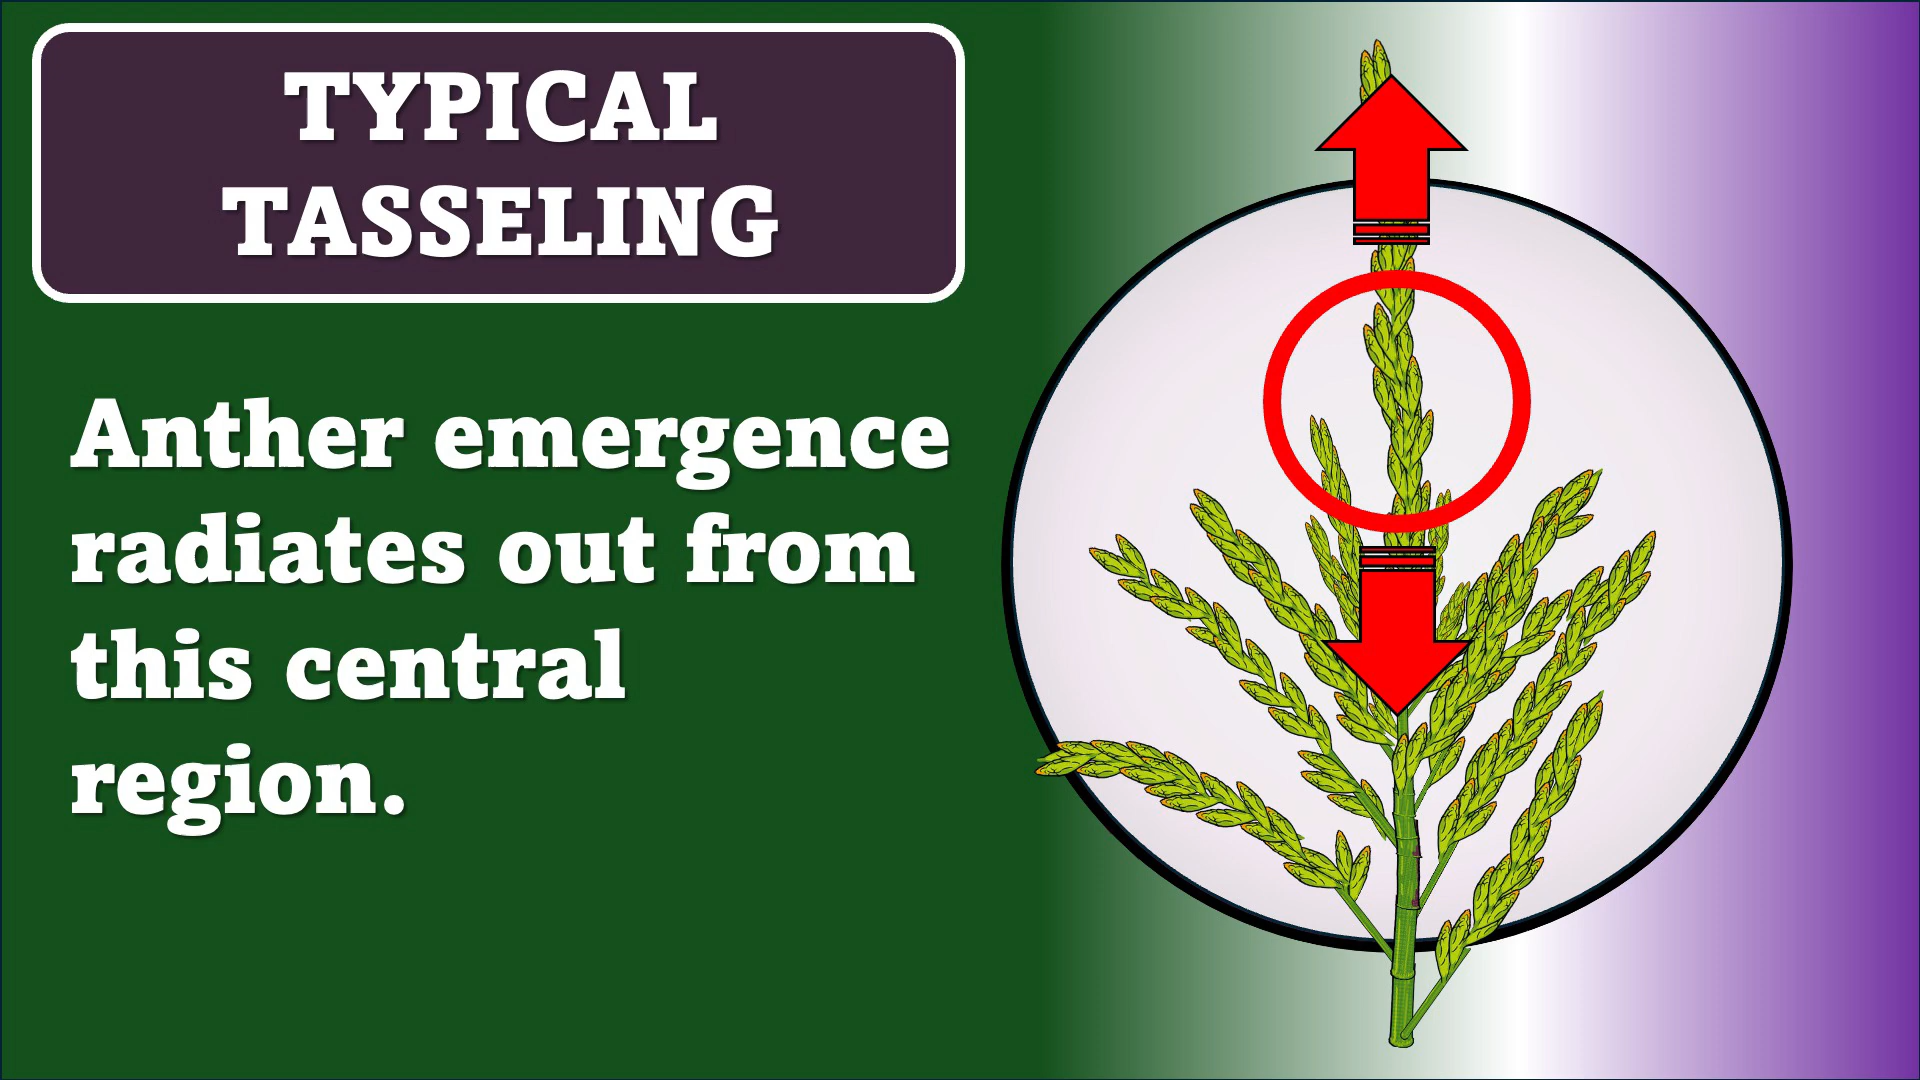 TYPICAL
TASSELING
Anther emergence
radiates out from
this central
region.